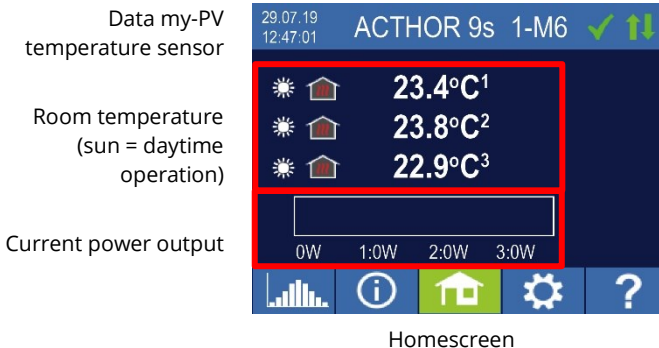 Data my-PV
temperature sensor
Room temperature
(sun = daytime
operation)
Current power output
29.07.19
12:47:01
ACTHOR 9s 1-M6
23.4°C¹
23.8°C²
22.9°C³
0W 1:0W 2:0W 3:0W
?
Homescreen